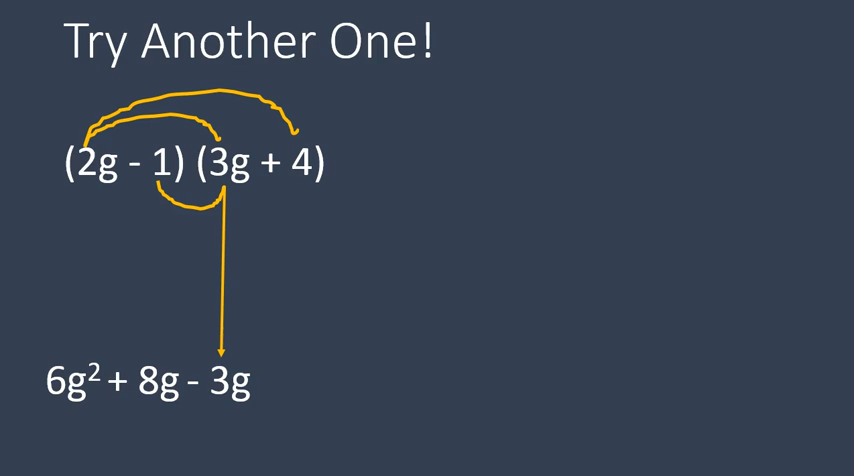 Try Another One!
(2g - 1) (3g + 4)
6g² + 8g - 3g